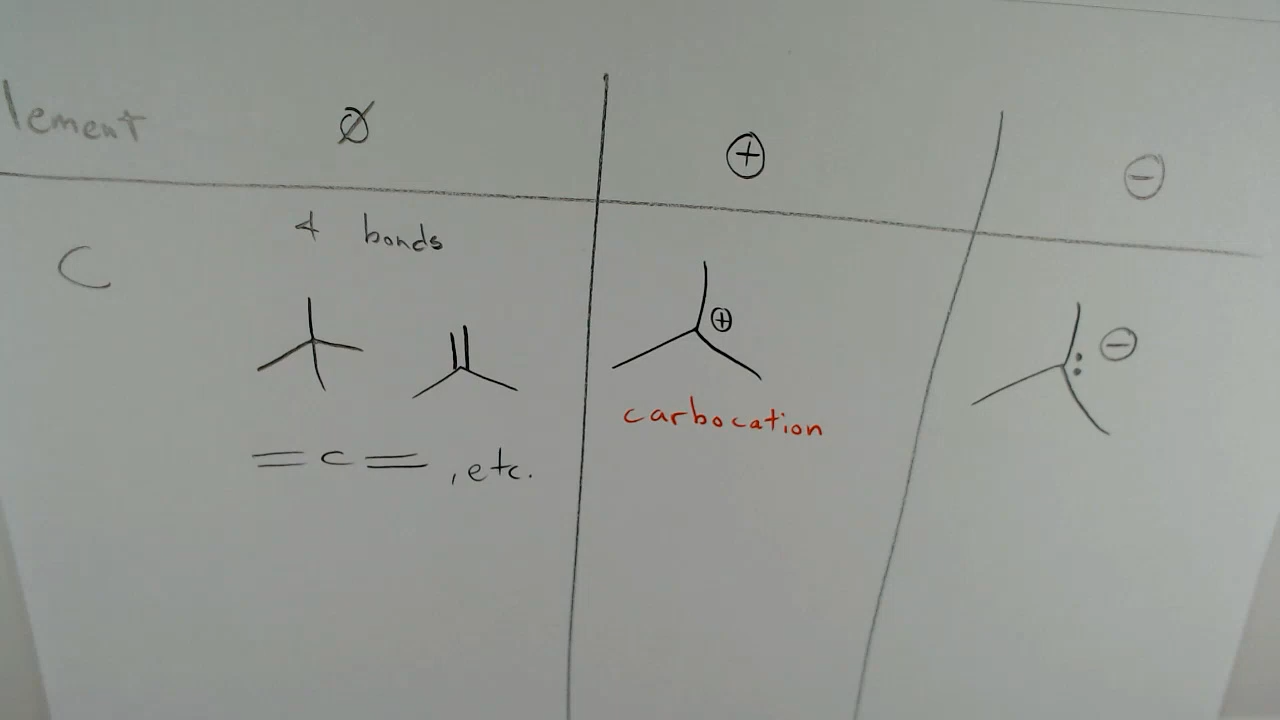 lement Ø ⊕ ⊖
4 bonds
C
⊕
⊖
carbocation
=C=, etc.